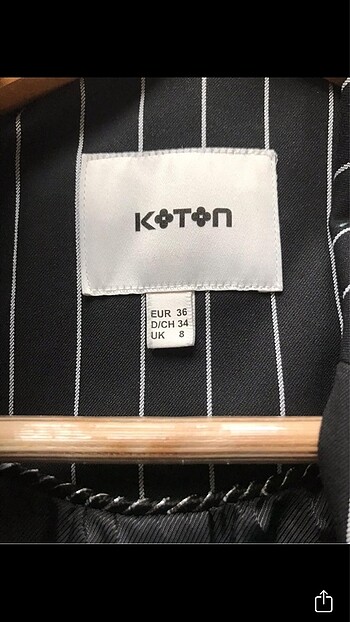 KOTON
EUR 36
D/CH 34
UK 8